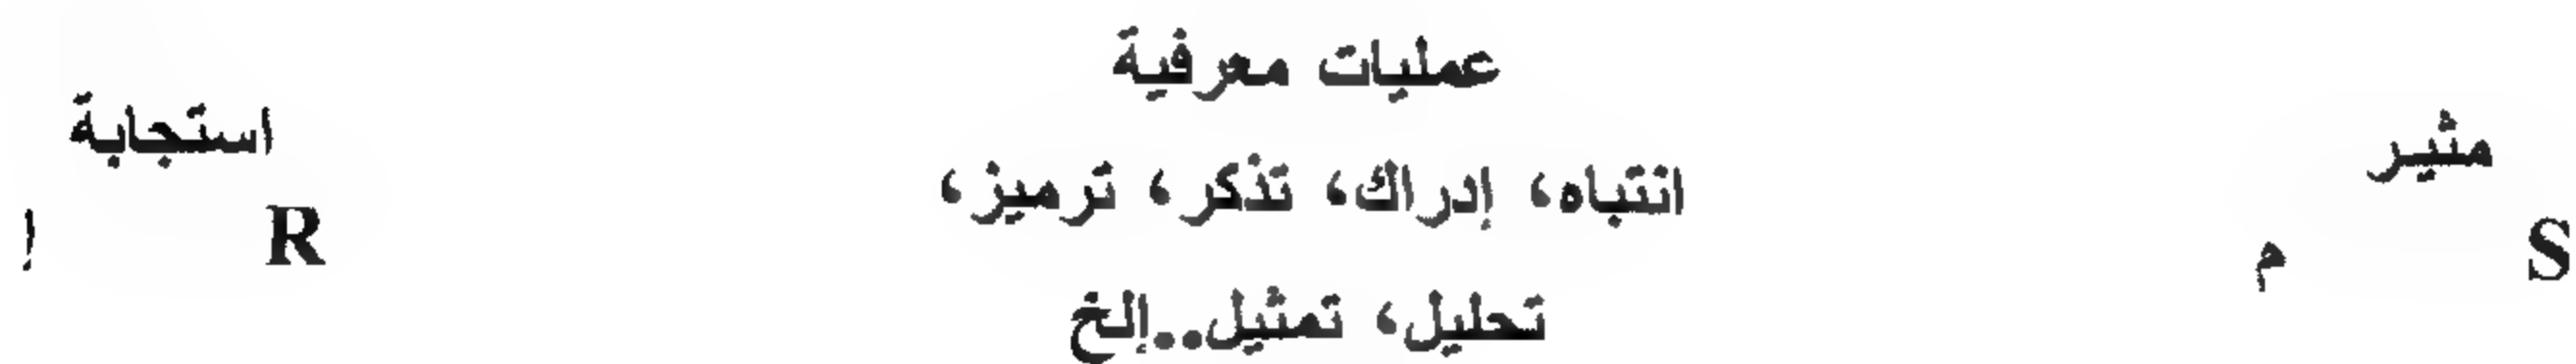 مثير
S م
عمليات معرفية
انتباه، إدراك، تذكر، ترميز،
تحليل، تمثيل..إلخ
استجابة
R إ